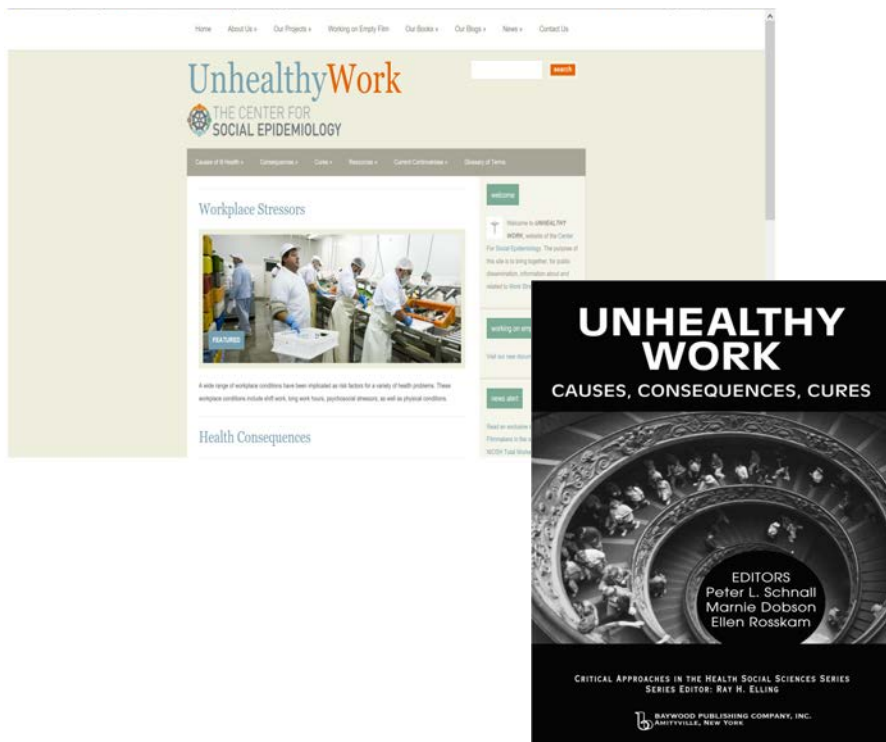 Home About Us » Our Projects » Working on Empty Film Our Books » Our Blogs » News » Contact Us
UnhealthyWork
search
THE CENTER FOR
SOCIAL EPIDEMIOLOGY
Causes of Ill Health » Consequences » Cures » Resources » Current Controversies » Glossary of Terms
Workplace Stressors
FEATURED
A wide range of workplace conditions have been implicated as risk factors for a variety of health problems. These
workplace conditions include shift work, long work hours, psychosocial stressors, as well as physical conditions.
Health Consequences
welcome
Welcome to UNHEALTHY
WORK, website of the Center
For Social Epidemiology. The purpose of
this site is to bring together, for public
dissemination, information about and
related to Work
working on
Visit our new
news alert
Read an exclusive
Filmmakers in the
NIOSH Total
UNHEALTHY
WORK
CAUSES, CONSEQUENCES, CURES
EDITORS
Peter L. Schnall
Marnie Dobson
Ellen Rosskam
CRITICAL APPROACHES IN THE HEALTH SOCIAL SCIENCES SERIES
SERIES EDITOR: RAY H. ELLING
BAYWOOD PUBLISHING COMPANY, INC.
AMITYVILLE, NEW YORK